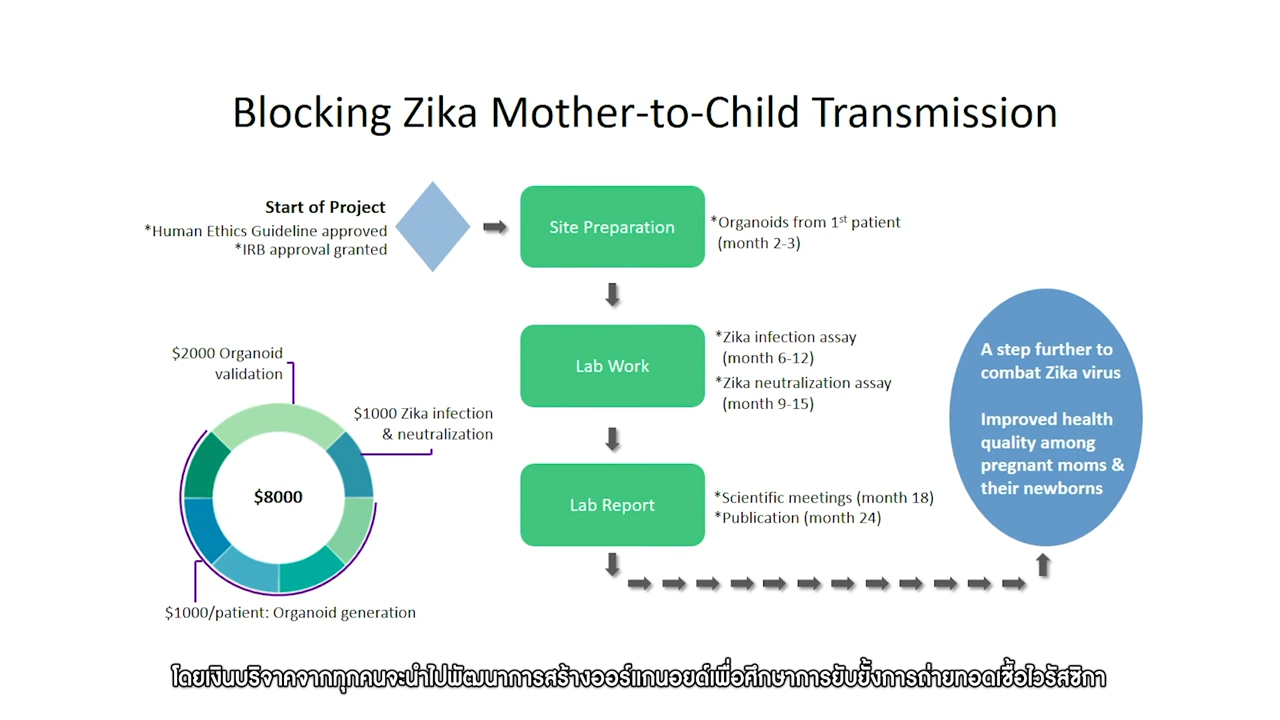 Blocking Zika Mother-to-Child Transmission
Start of Project
*Human Ethics Guideline approved
*IRB approval granted
Site Preparation
*Organoids from 1st patient
(month 2-3)
Lab Work
*Zika infection assay
(month 6-12)
*Zika neutralization assay
(month 9-15)
Lab Report
*Scientific meetings (month 18)
*Publication (month 24)
A step further to
combat Zika virus
Improved health
quality among
pregnant moms &
their newborns
$2000 Organoid
validation
$1000 Zika infection
& neutralization
$8000
$1000/patient: Organoid generation
โดยเงินบริจาคจากทุกคนจะนำไปพัฒนาการสร้างออร์แกนอยด์เพื่อศึกษาการยับยั้งการถ่ายทอดเชื้อไวรัสซิกา